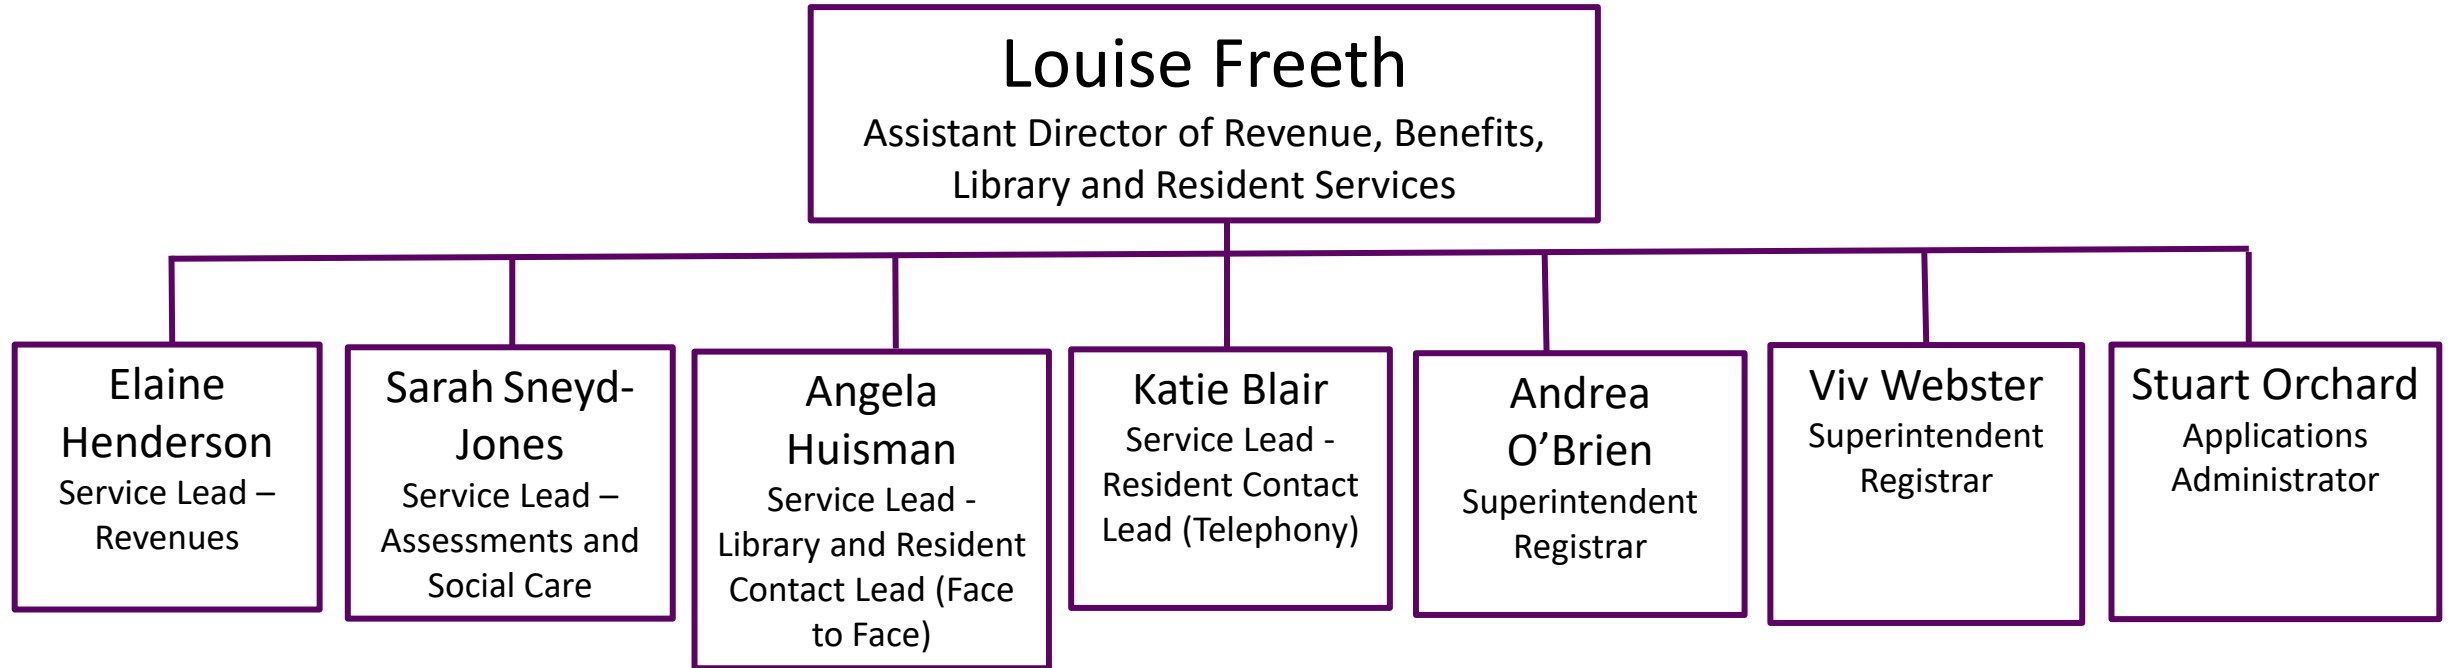 Louise Freeth
Assistant Director of Revenue, Benefits,
Library and Resident Services
Elaine
Henderson
Service Lead –
Revenues
Sarah Sneyd-
Jones
Service Lead –
Assessments and
Social Care
Angela
Huisman
Service Lead -
Library and Resident
Contact Lead (Face
to Face)
Katie Blair
Service Lead -
Resident Contact
Lead (Telephony)
Andrea
O’Brien
Superintendent
Registrar
Viv Webster
Superintendent
Registrar
Stuart Orchard
Applications
Administrator